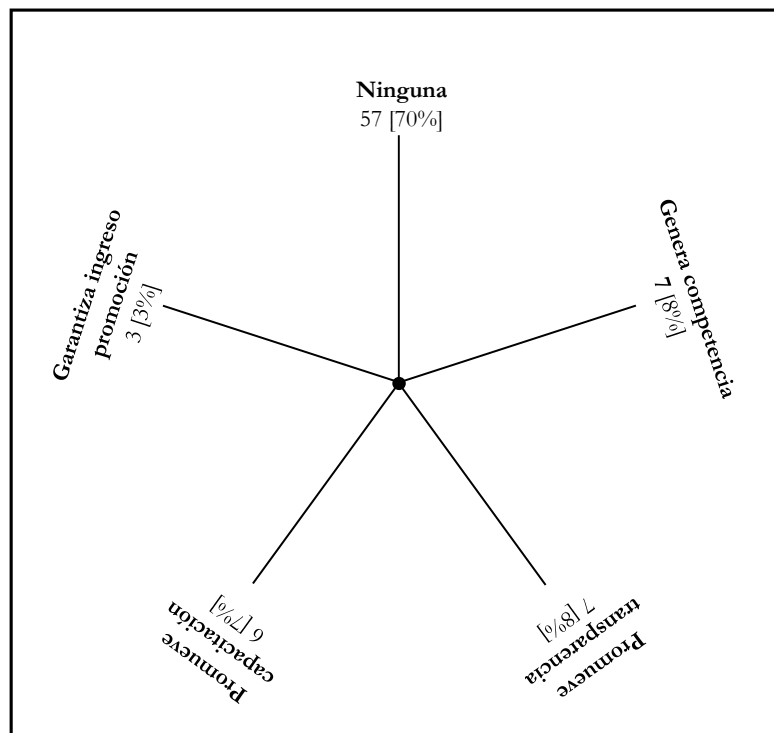 Ninguna
57 [70%]
Genera competencia
7 [8%]
Promueve
transparencia
7 [8%]
Promueve
capacitación
6 [7%]
Garantiza ingreso
promoción
3 [3%]